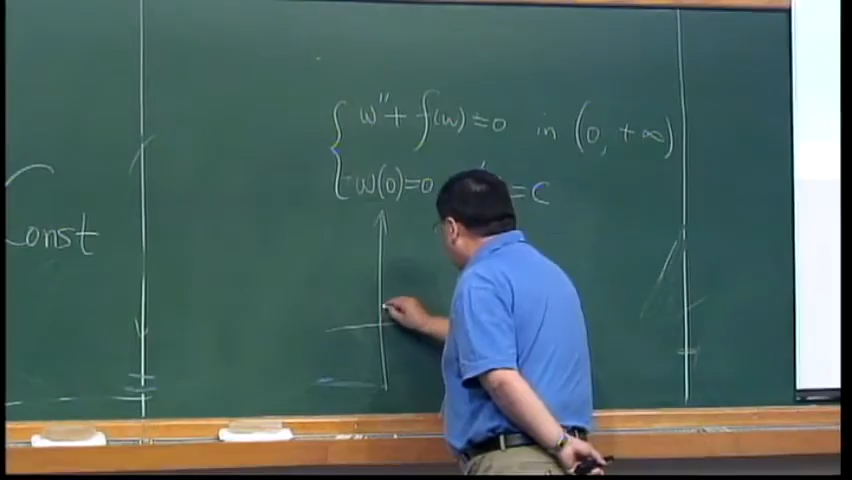 w'' + f(w) = 0 in (0, +∞)
w(0) = 0 = c
Const